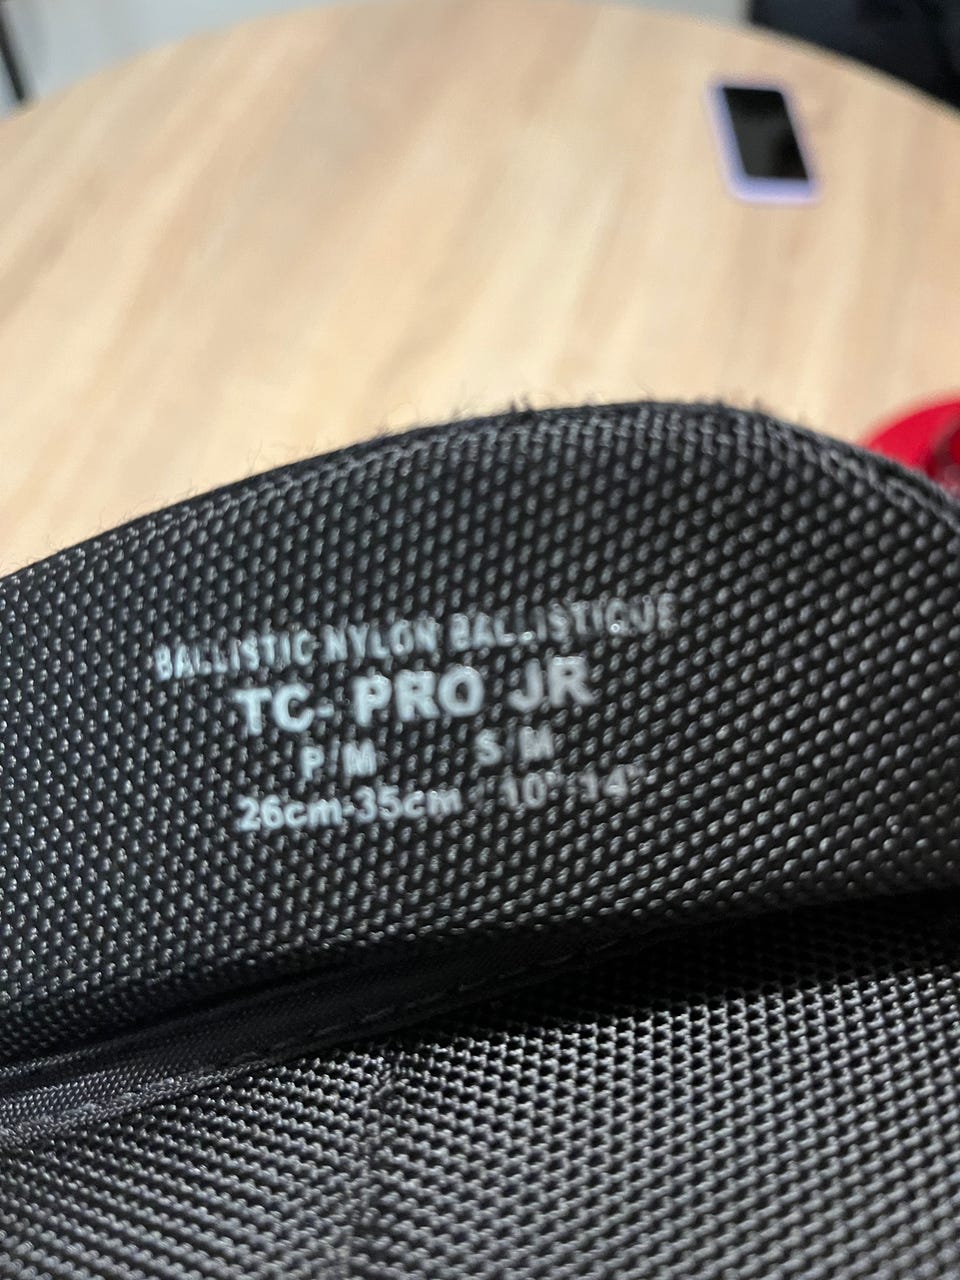 BALLISTIC NYLON BALLISTIQUE
TC- PRO JR
P/M S/M
26cm-35cm 10"-14"